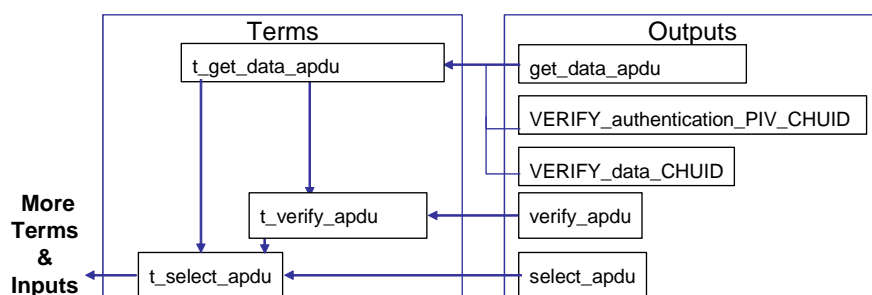 Terms
Outputs
t_get_data_apdu
get_data_apdu
VERIFY_authentication_PIV_CHUID
VERIFY_data_CHUID
t_verify_apdu
verify_apdu
t_select_apdu
select_apdu
More
Terms
&
Inputs